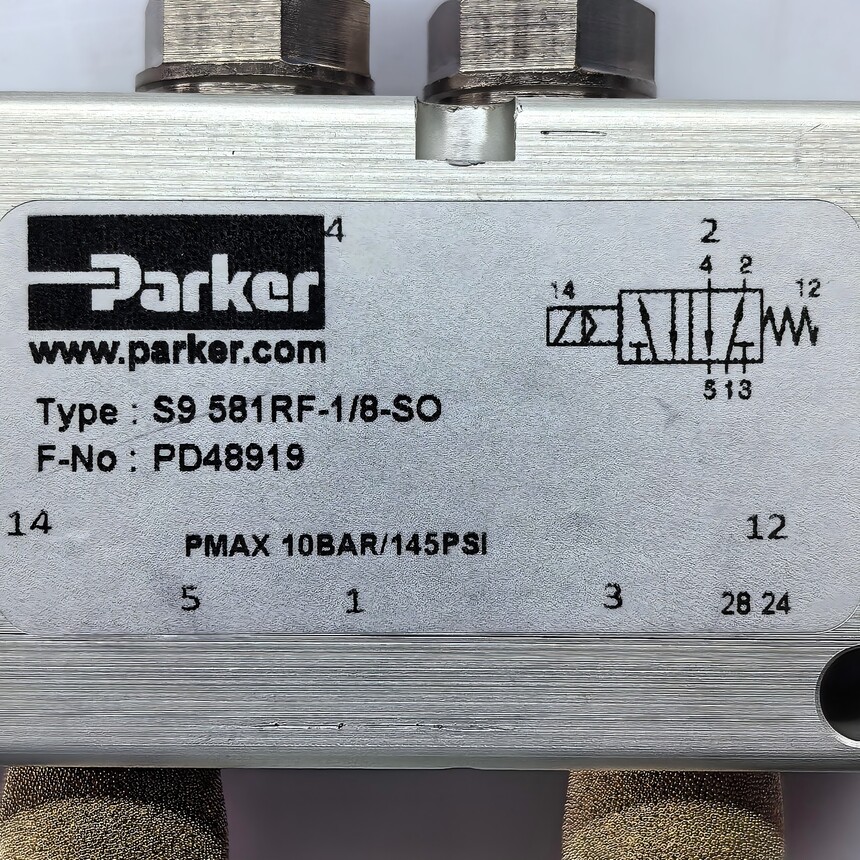 Parker
4
2
www.parker.com
4 2
14
12
5 1 3
Type : S9 581RF-1/8-SO
F-No : PD48919
14
12
PMAX 10BAR/145PSI
5
1
3
28 24